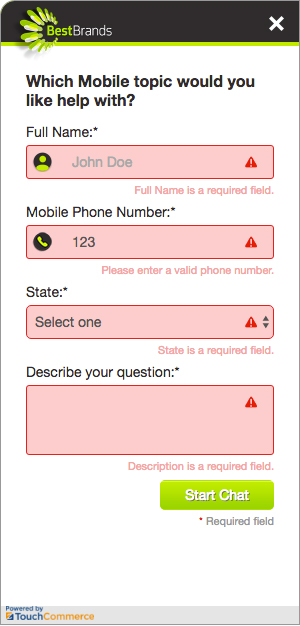 BestBrands
Which Mobile topic would you
like help with?
Full Name:*
John Doe
Full Name is a required field.
Mobile Phone Number:*
123
Please enter a valid phone number.
State:*
Select one
State is a required field.
Describe your question:*
Description is a required field.
Start Chat
* Required field
Powered by
TouchCommerce